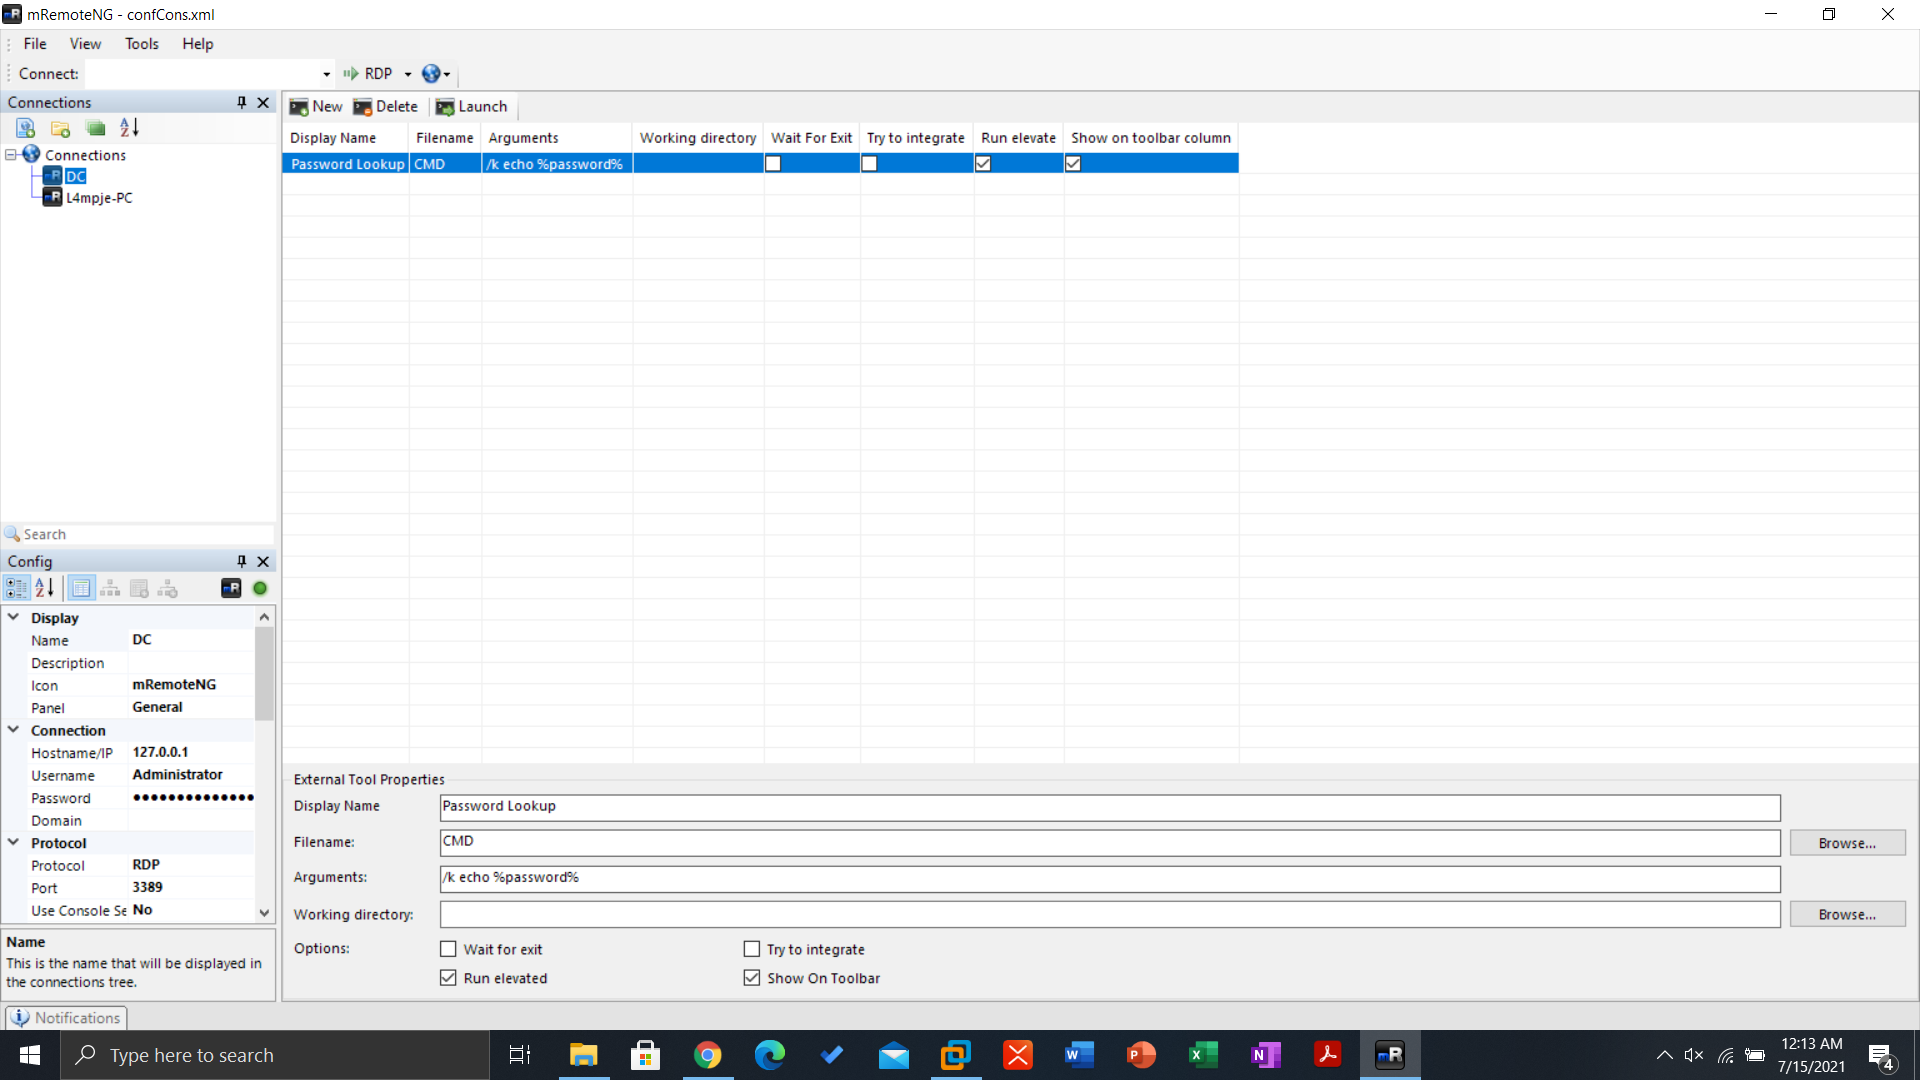 mRemoteNG - confCons.xml
File View Tools Help
Connect: RDP
Connections
New Delete Launch
Display Name Filename Arguments Working directory Wait For Exit Try to integrate Run elevate Show on toolbar column
Password Lookup CMD /k echo %password%
Connections
DC
L4mpje-PC
Search
Config
Display
Name DC
Description
Icon mRemoteNG
Panel General
Connection
Hostname/IP 127.0.0.1
Username Administrator
Password ●●●●●●●●●●●●●●
Domain
Protocol
Protocol RDP
Port 3389
Use Console Se No
Name
This is the name that will be displayed in
the connections tree.
External Tool Properties
Display Name Password Lookup
Filename: CMD Browse...
Arguments: /k echo %password%
Working directory: Browse...
Options: Wait for exit Try to integrate
Run elevated Show On Toolbar
Notifications
Type here to search
12:13 AM
7/15/2021
4